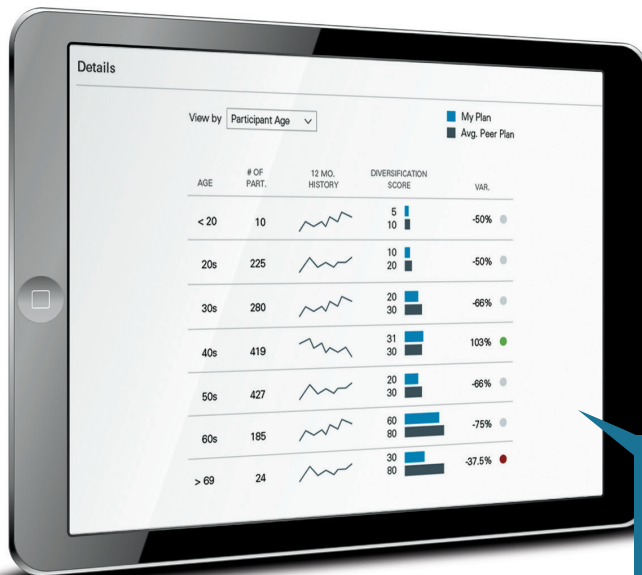 Details
View by Participant Age
My Plan
Avg. Peer Plan
AGE # OF PART. 12 MO. HISTORY DIVERSIFICATION SCORE VAR.
< 20 10 5 10 -50%
20s 225 10 20 -50%
30s 280 20 30 -66%
40s 419 31 30 103%
50s 427 20 30 -66%
60s 185 60 80 -75%
> 69 24 30 80 -37.5%